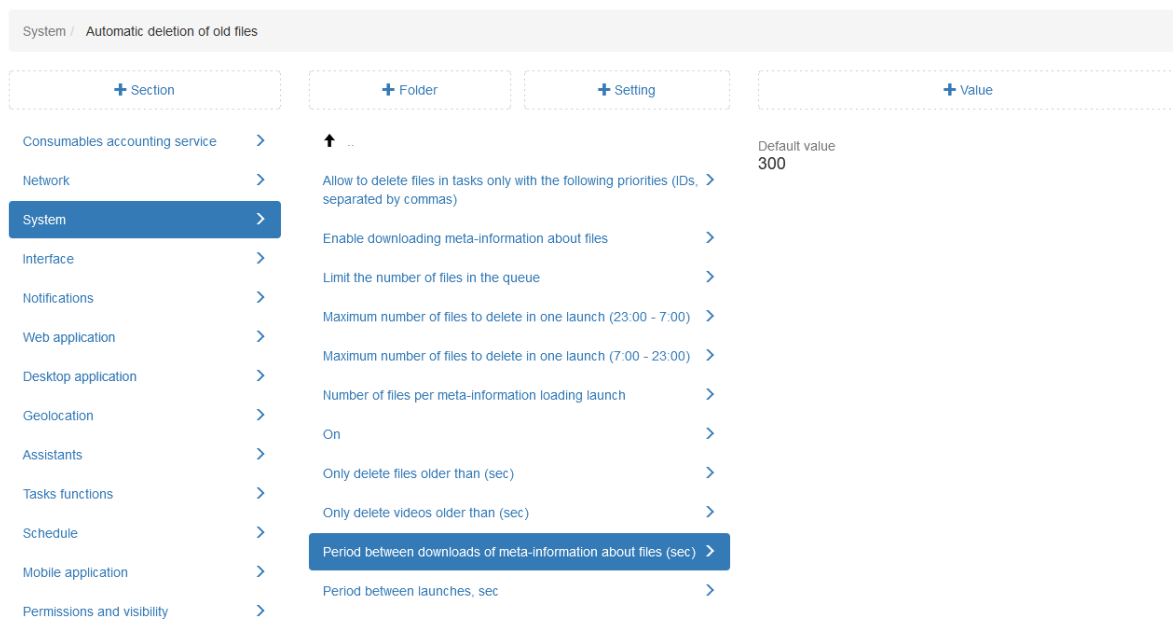 System / Automatic deletion of old files
+ Section
+ Folder
+ Setting
+ Value
Consumables accounting service
Network
System
Interface
Notifications
Web application
Desktop application
Geolocation
Assistants
Tasks functions
Schedule
Mobile application
Permissions and visibility
..
Allow to delete files in tasks only with the following priorities (IDs,
separated by commas)
Enable downloading meta-information about files
Limit the number of files in the queue
Maximum number of files to delete in one launch (23:00 - 7:00)
Maximum number of files to delete in one launch (7:00 - 23:00)
Number of files per meta-information loading launch
On
Only delete files older than (sec)
Only delete videos older than (sec)
Period between downloads of meta-information about files (sec)
Period between launches, sec
Default value
300